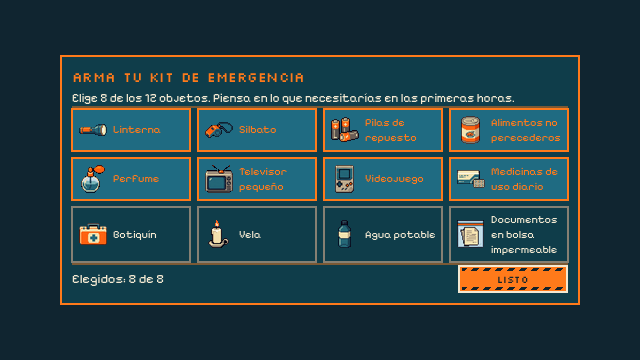 ARMA TU KIT DE EMERGENCIA
Elige 8 de los 12 objetos. Piensa en lo que necesitarías en las primeras horas.
Linterna
Silbato
Pilas de
repuesto
Alimentos no
perecederos
Perfume
Televisor
pequeño
Videojuego
Medicinas de
uso diario
Botiquín
Vela
Agua potable
Documentos
en bolsa
impermeable
Elegidos: 8 de 8
LISTO